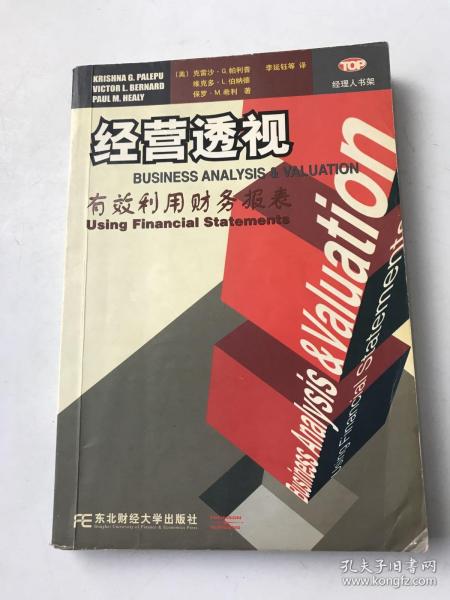 KRISHNA G. PALEPU
VICTOR L. BERNARD
PAUL M. HEALY
(美) 克雷沙·G·帕利普
维克多·L·伯纳德
保罗·M·希利 著
李延钰等 译
TOP
经理人书架
经营透视
BUSINESS ANALYSIS & VALUATION
有效利用财务报表
Using Financial Statements
Business Analysis & Valuation
Using Financial Statements
东北财经大学出版社
孔夫子旧书网
www.kongfz.com